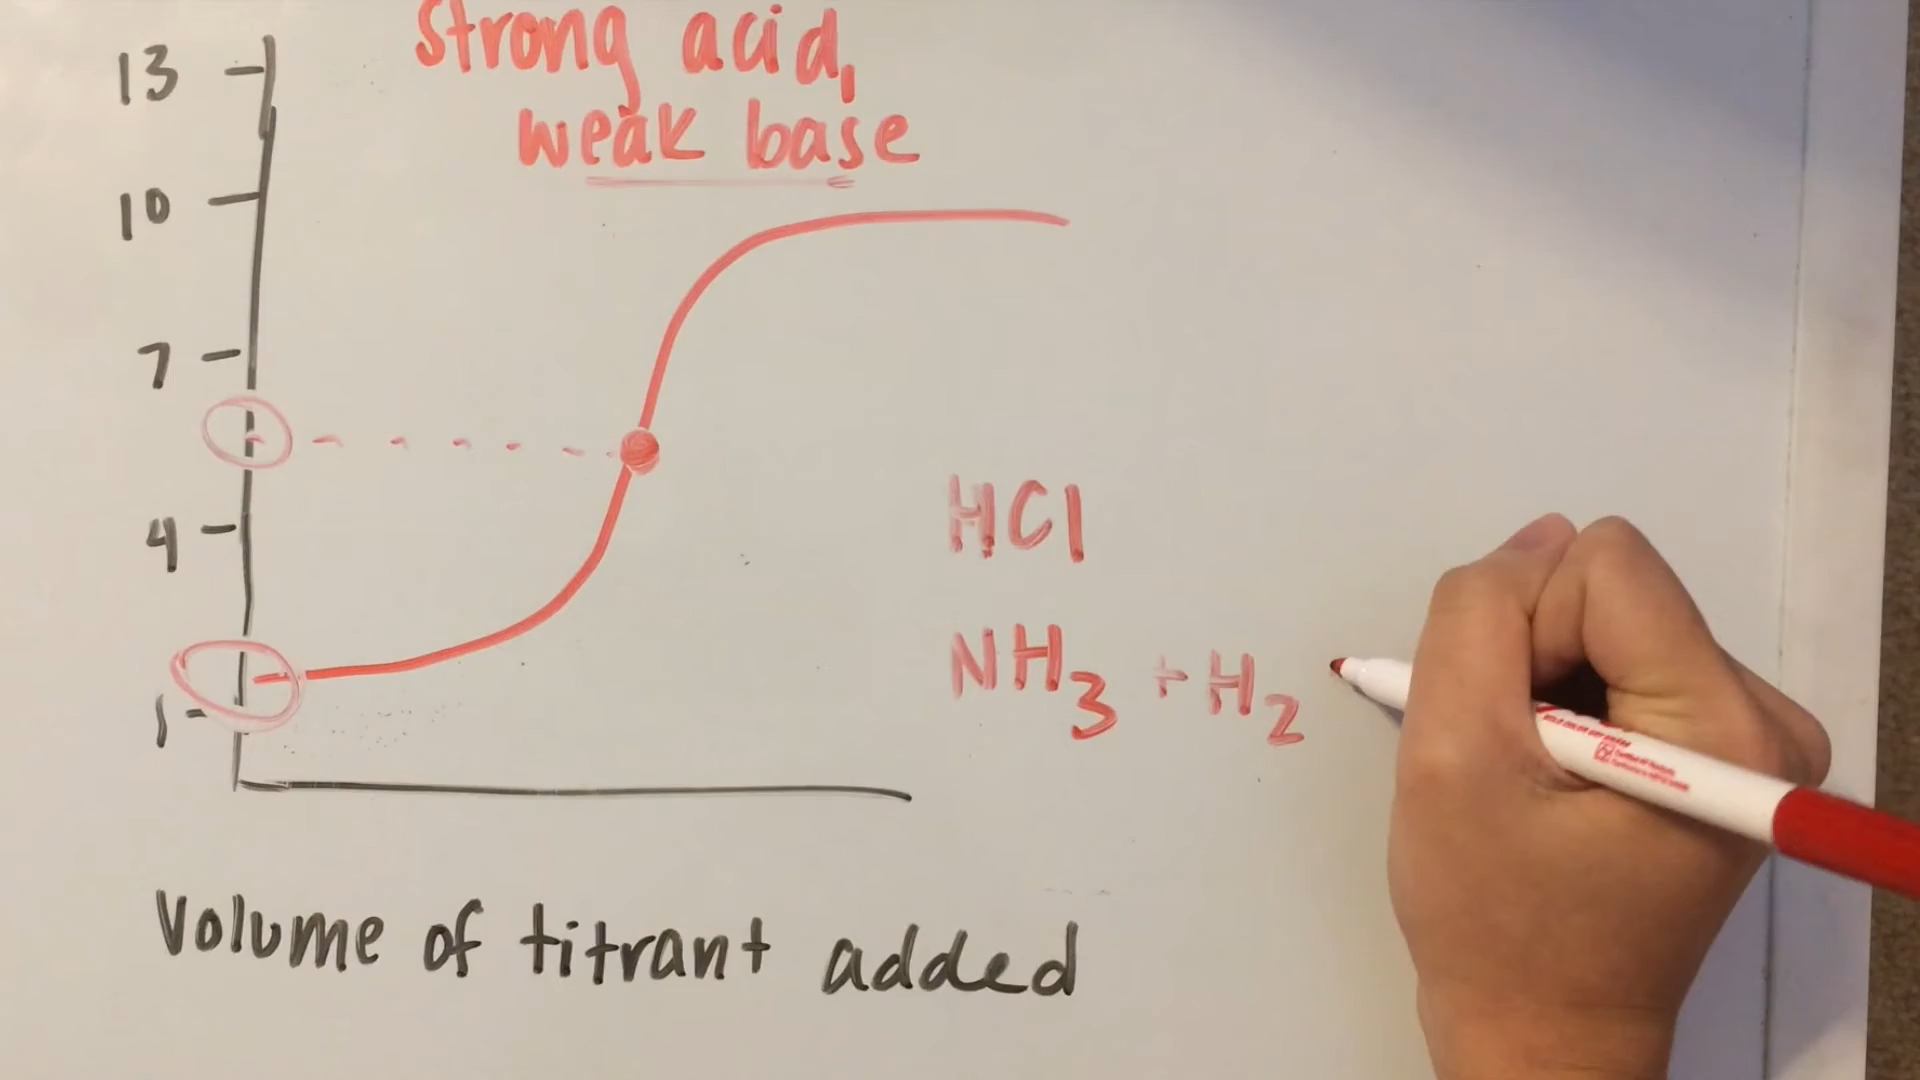 strong acid,
weak base
13
10
7
4
1
HCl
NH3 + H2
Volume of titrant added